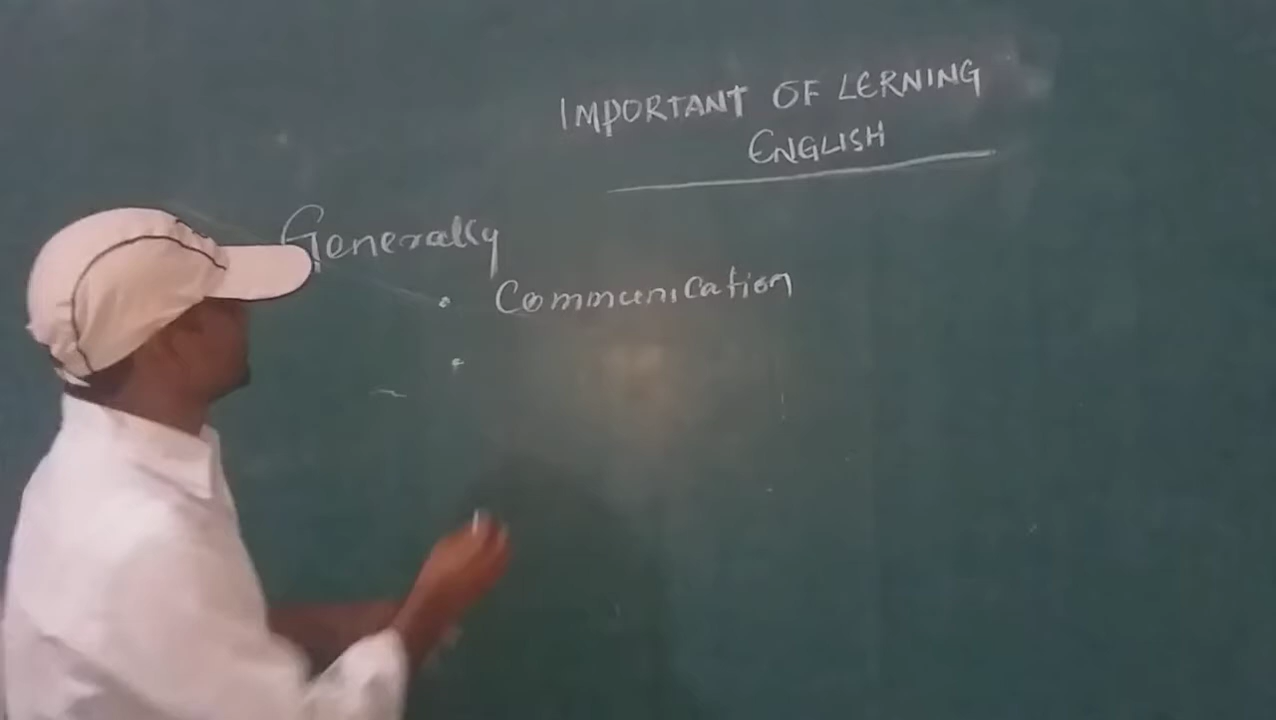 IMPORTANT OF LERNING
ENGLISH
Generally
• Communication
•